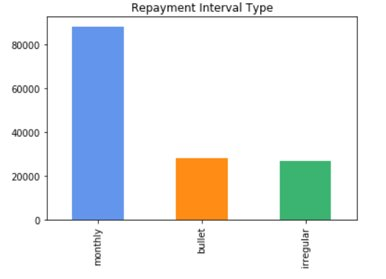 Repayment Interval Type
80000
60000
40000
20000
0
monthly
bullet
irregular